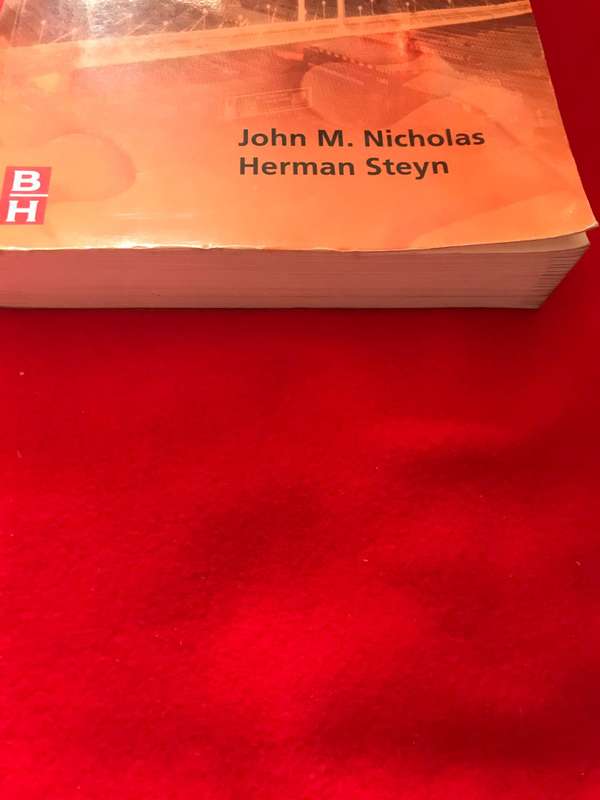 John M. Nicholas
Herman Steyn
B
H